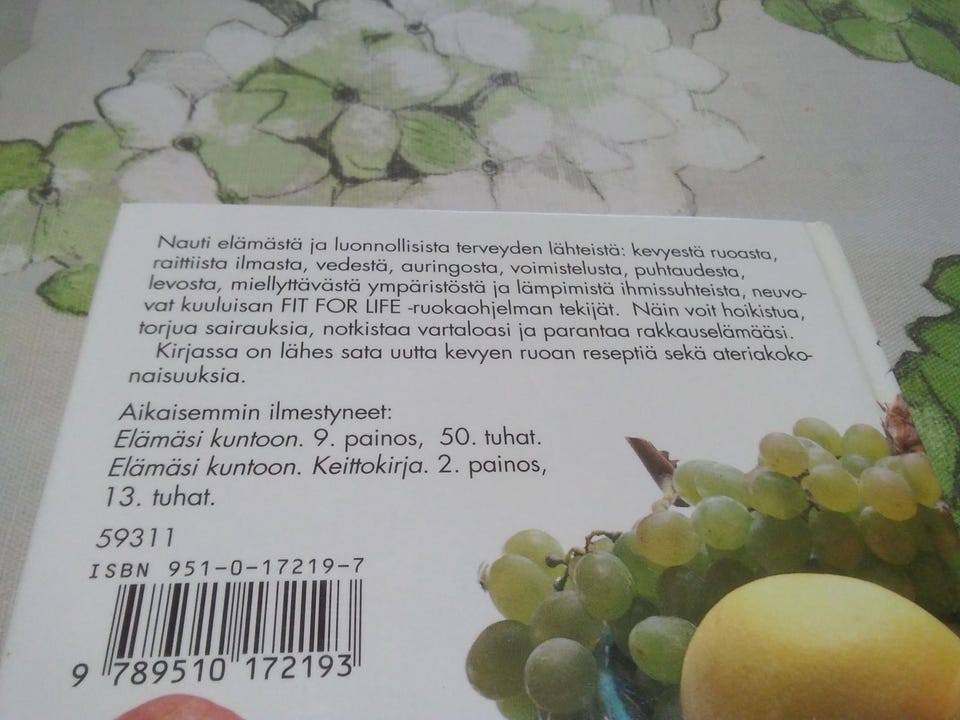 Nauti elämästä ja luonnollisista terveyden lähteistä: kevyestä ruoasta,
raittiista ilmasta, vedestä, auringosta, voimistelusta, puhtaudesta,
levosta, miellyttävästä ympäristöstä ja lämpimistä ihmissuhteista, neuvo-
vat kuuluisan FIT FOR LIFE -ruokaohjelman tekijät. Näin voit hoikistua,
torjua sairauksia, notkistaa vartaloasi ja parantaa rakkauselämääsi.
Kirjassa on lähes sata uutta kevyen ruoan reseptiä sekä ateriakoko-
naisuuksia.
Aikaisemmin ilmestyneet:
Elämäsi kuntoon. 9. painos, 50. tuhat.
Elämäsi kuntoon. Keittokirja. 2. painos,
13. tuhat.
59311
ISBN 951-0-17219-7
9 789510 172193